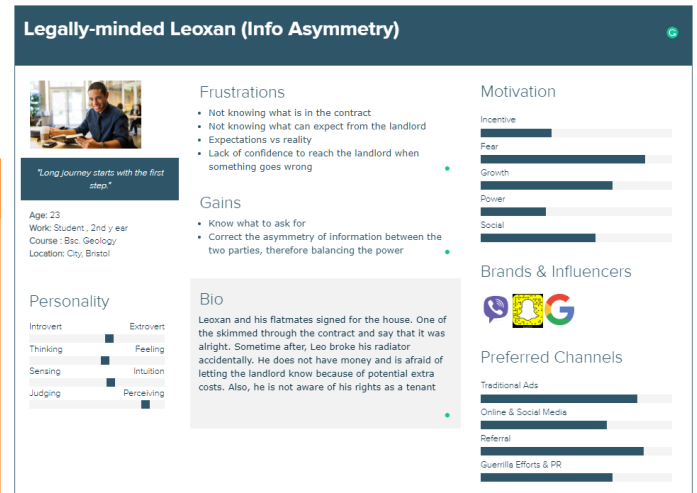 Legally-minded Leoxan (Info Asymmetry)
"Long journey starts with the first
step."
Age: 23
Work: Student , 2nd y ear
Course : Bsc. Geology
Location: City, Bristol
Personality
Introvert Extrovert
Thinking Feeling
Sensing Intuition
Judging Perceiving
Frustrations
• Not knowing what is in the contract
• Not knowing what can expect from the landlord
• Expectations vs reality
• Lack of confidence to reach the landlord when
something goes wrong
Gains
• Know what to ask for
• Correct the asymmetry of information between the
two parties, therefore balancing the power
Bio
Leoxan and his flatmates signed for the house. One of
the skimmed through the contract and say that it was
alright. Sometime after, Leo broke his radiator
accidentally. He does not have money and is afraid of
letting the landlord know because of potential extra
costs. Also, he is not aware of his rights as a tenant
Motivation
Incentive
Fear
Growth
Power
Social
Brands & Influencers
Preferred Channels
Traditional Ads
Online & Social Media
Referral
Guerrilla Efforts & PR